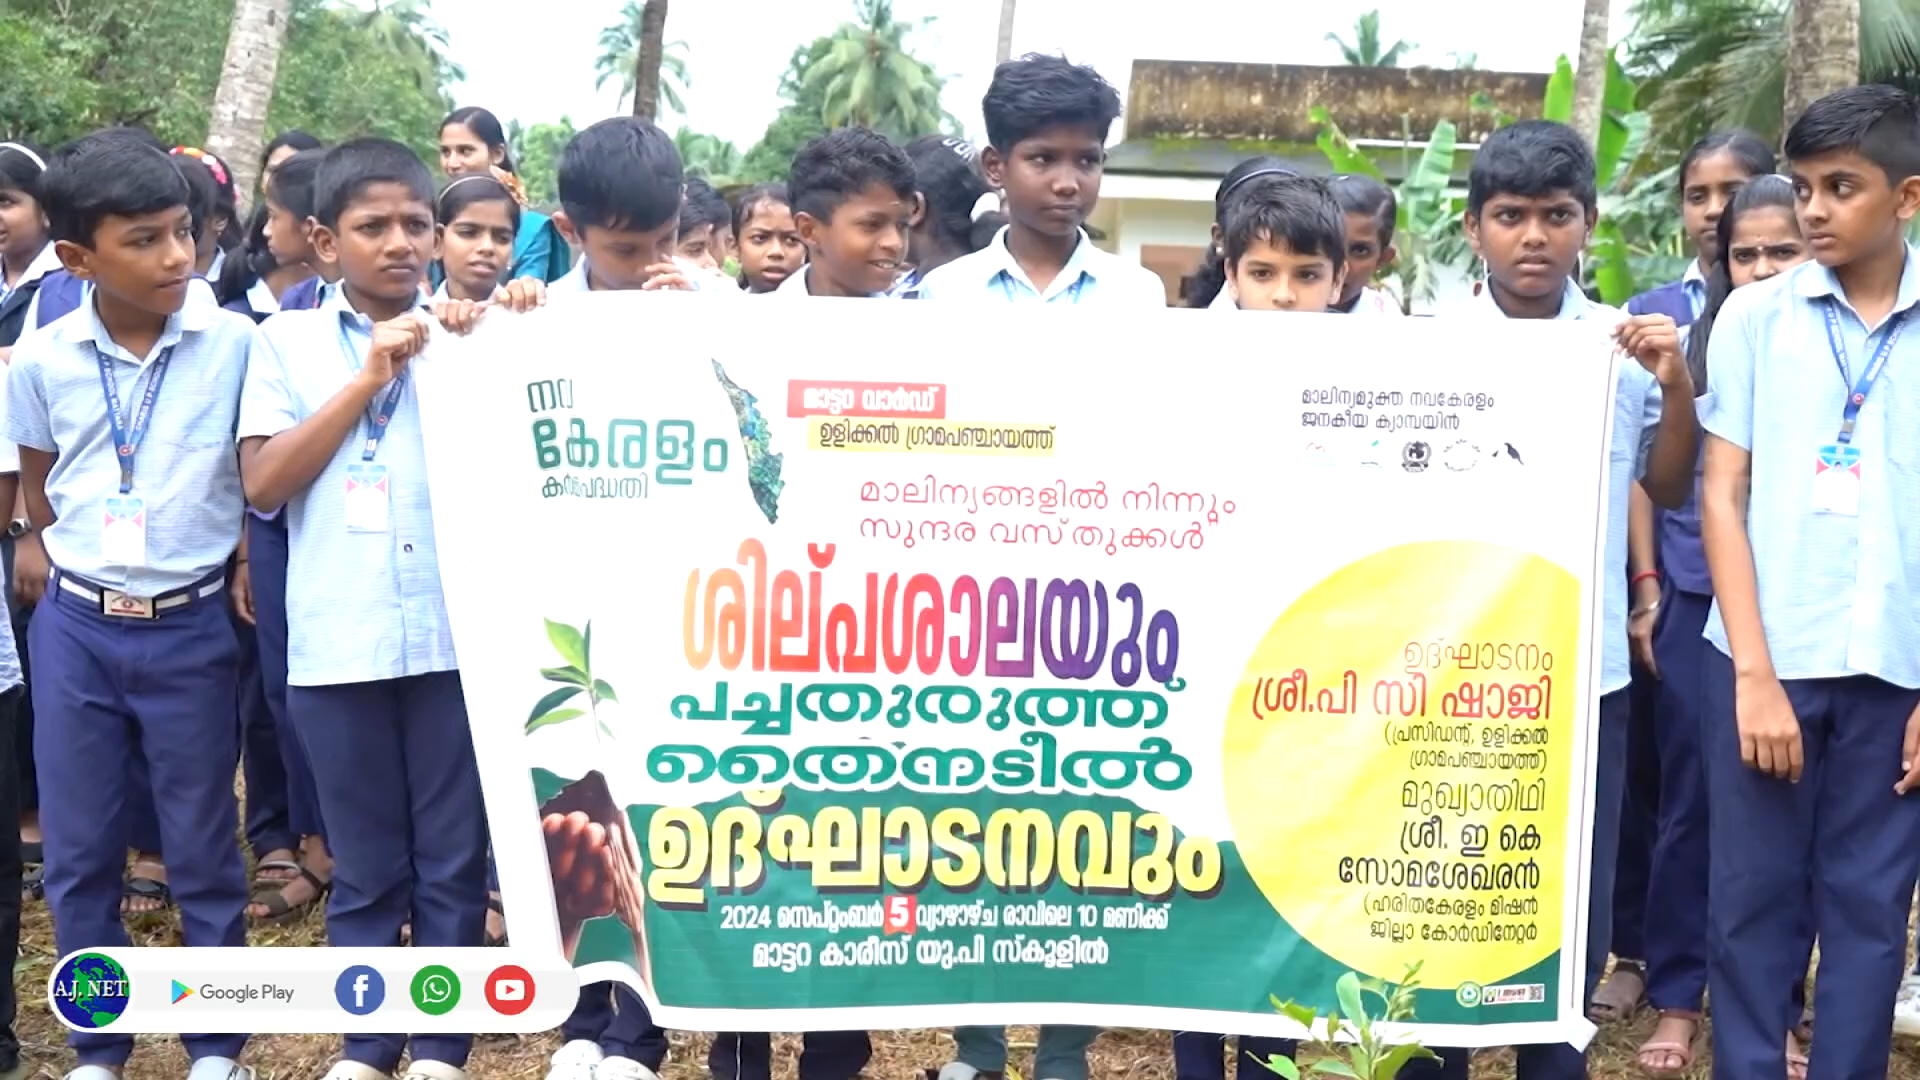 നവ
കേരളം
കർമ്മപദ്ധതി
മാട്ടറ വാർഡ്
ഉളിക്കൽ ഗ്രാമപഞ്ചായത്ത്
മാലിന്യമുക്ത നവകേരളം
ജനകീയ ക്യാമ്പയിൻ
മാലിന്യങ്ങളിൽ നിന്നും
സുന്ദര വസ്തുക്കൾ
ശില്പശാലയും
പച്ചതുരുത്ത്
തൈനടീൽ
ഉദ്ഘാടനവും
2024 സെപ്റ്റംബർ 5 വ്യാഴാഴ്ച രാവിലെ 10 മണിക്ക്
മാട്ടറ കാരീസ് യു.പി സ്കൂളിൽ
ഉദ്ഘാടനം
ശ്രീ.പി സി ഷാജി
(പ്രസിഡന്റ്, ഉളിക്കൽ
ഗ്രാമപഞ്ചായത്ത്)
മുഖ്യാതിഥി
ശ്രീ. ഇ കെ
സോമശേഖരൻ
(ഹരിതകേരളം മിഷൻ
ജില്ലാ കോർഡിനേറ്റർ
A.J. NET
Google Play